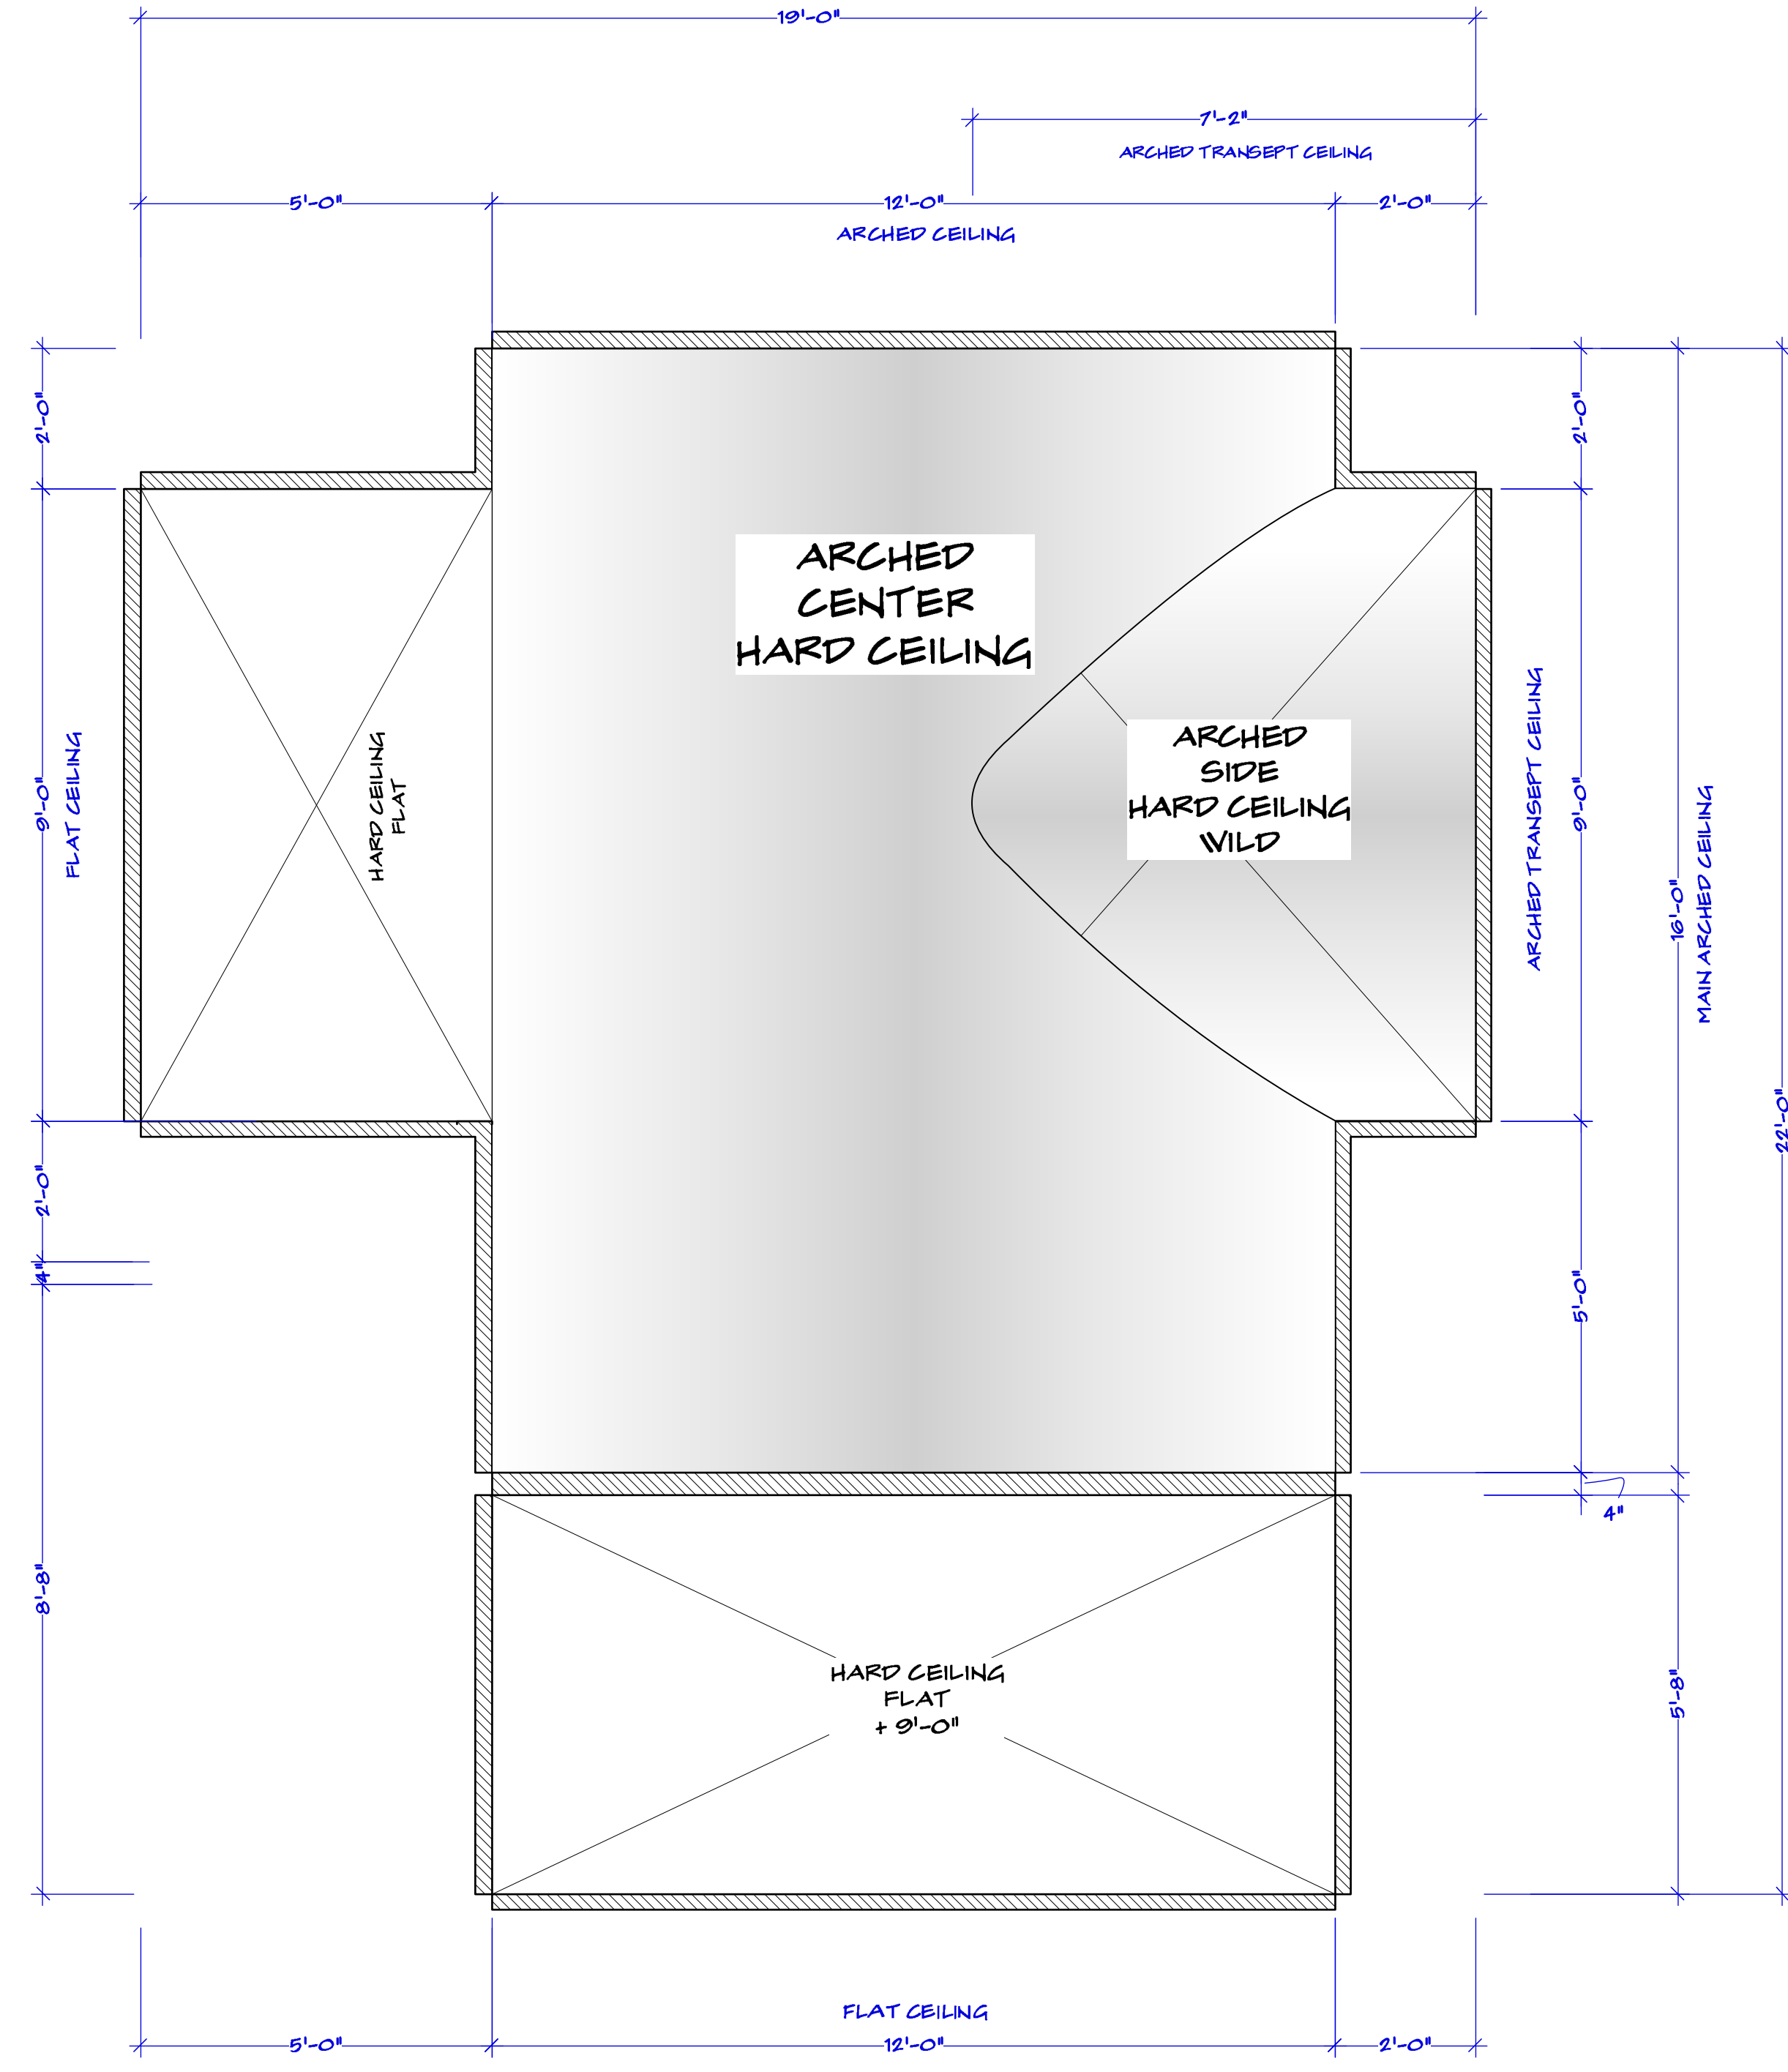 19'-0"
7'-2"
ARCHED TRANSEPT CEILING
5'-0"
12'-0"
2'-0"
ARCHED CEILING
2'-0"
2'-0"
ARCHED
CENTER
HARD CEILING
9'-0"
FLAT CEILING
HARD CEILING
FLAT
ARCHED
SIDE
HARD CEILING
WILD
ARCHED TRANSEPT CEILING
9'-0"
16'-0"
MAIN ARCHED CEILING
22'-0"
2'-0"
4"
5'-0"
4"
8'-8"
HARD CEILING
FLAT
+ 9'-0"
5'-8"
FLAT CEILING
5'-0"
12'-0"
2'-0"